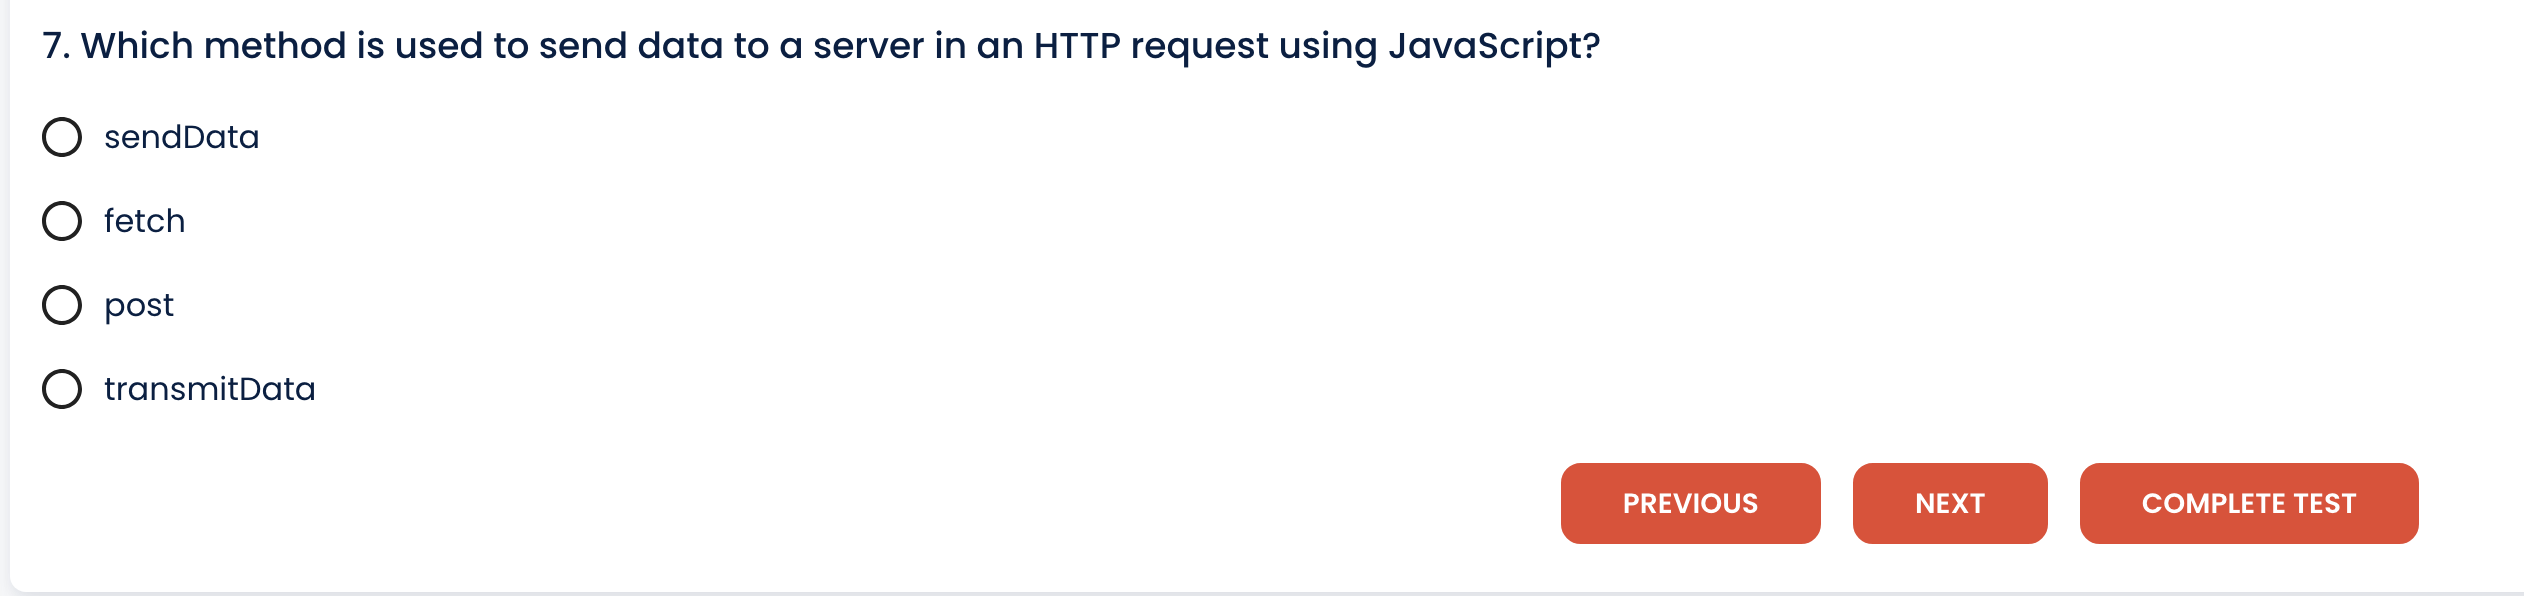 7. Which method is used to send data to a server in an HTTP request using JavaScript?
sendData
fetch
post
transmitData
PREVIOUS NEXT COMPLETE TEST